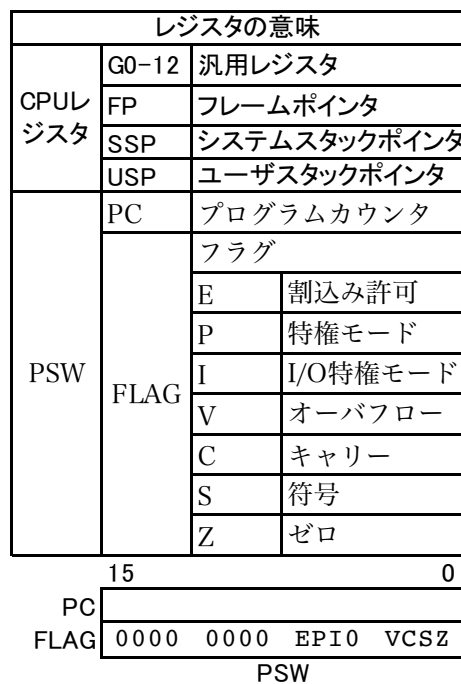 レジスタの意味
CPUレジスタ
G0-12 汎用レジスタ
FP フレームポインタ
SSP システムスタックポインタ
USP ユーザスタックポインタ
PSW
PC プログラムカウンタ
FLAG
フラグ
E 割込み許可
P 特権モード
I I/O特権モード
V オーバフロー
C キャリー
S 符号
Z ゼロ
15 0
PC
FLAG 0000 0000 EPI0 VCSZ
PSW